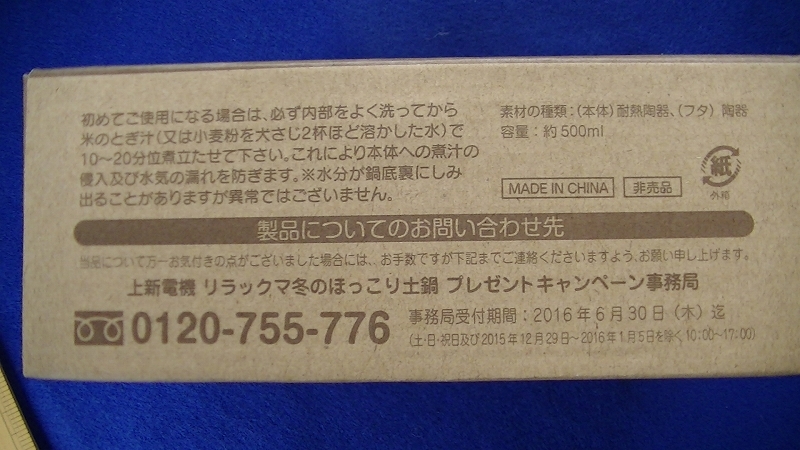 初めてご使用になる場合は、必ず内部をよく洗ってから
米のとぎ汁(又は小麦粉を大さじ2杯ほど溶かした水)で
10〜20分位煮立たせて下さい。これにより本体への煮汁の
侵入及び水気の漏れを防ぎます。※水分が鍋底裏にしみ
出ることがありますが異常ではございません。
素材の種類:(本体)耐熱陶器、(フタ)陶器
容量:約500ml
MADE IN CHINA
非売品
紙
外箱
製品についてのお問い合わせ先
当品について万一お気付きの点がございました場合には、お手数ですが下記までご連絡くださいますよう、お願い申し上げます。
上新電機 リラックマ冬のほっこり土鍋 プレゼントキャンペーン事務局
0120-755-776
事務局受付期間:2016年6月30日(木)迄
(土・日・祝日及び2015年12月29日〜2016年1月5日を除く10:00〜17:00)